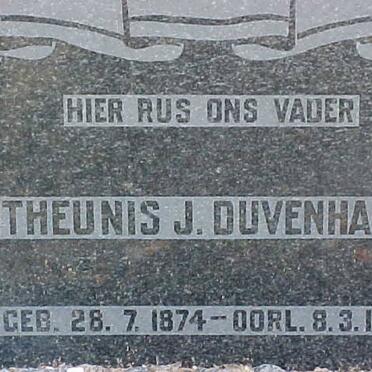 HIER RUS ONS VADER
THEUNIS J. DUVENHA
GEB. 28. 7. 1874 - OORL. 8. 3. 1